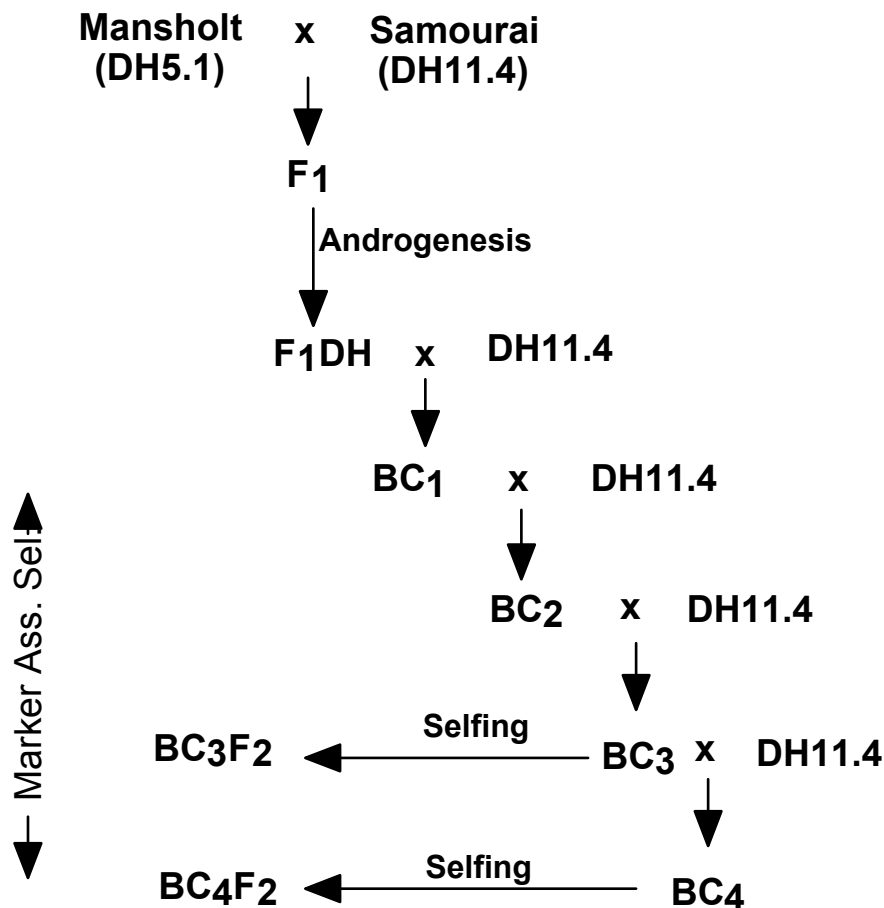 Mansholt x Samourai
(DH5.1) (DH11.4)
F1
Androgenesis
F1DH x DH11.4
BC1 x DH11.4
BC2 x DH11.4
BC3F2 Selfing BC3 x DH11.4
BC4F2 Selfing BC4
Marker Ass. Sel.